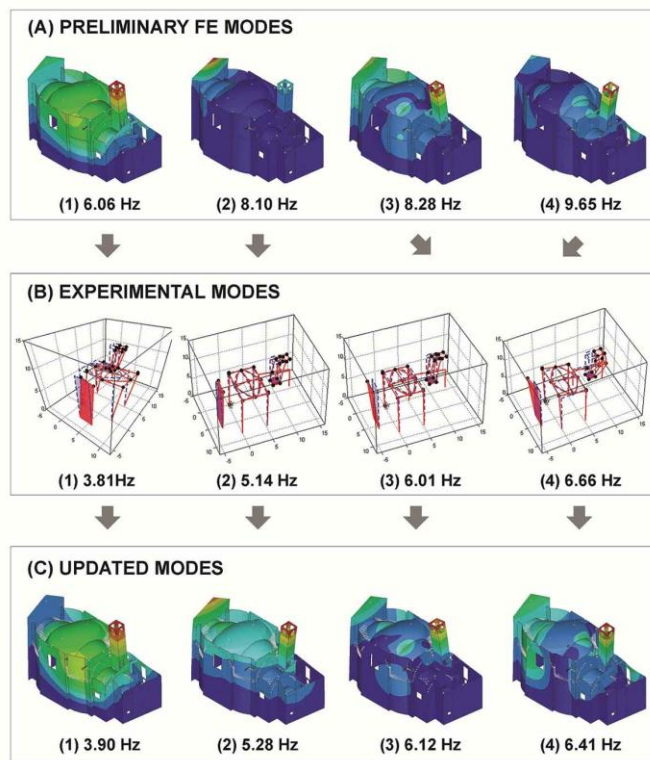 (A) PRELIMINARY FE MODES
(1) 6.06 Hz (2) 8.10 Hz (3) 8.28 Hz (4) 9.65 Hz
(B) EXPERIMENTAL MODES
(1) 3.81Hz (2) 5.14 Hz (3) 6.01 Hz (4) 6.66 Hz
(C) UPDATED MODES
(1) 3.90 Hz (2) 5.28 Hz (3) 6.12 Hz (4) 6.41 Hz